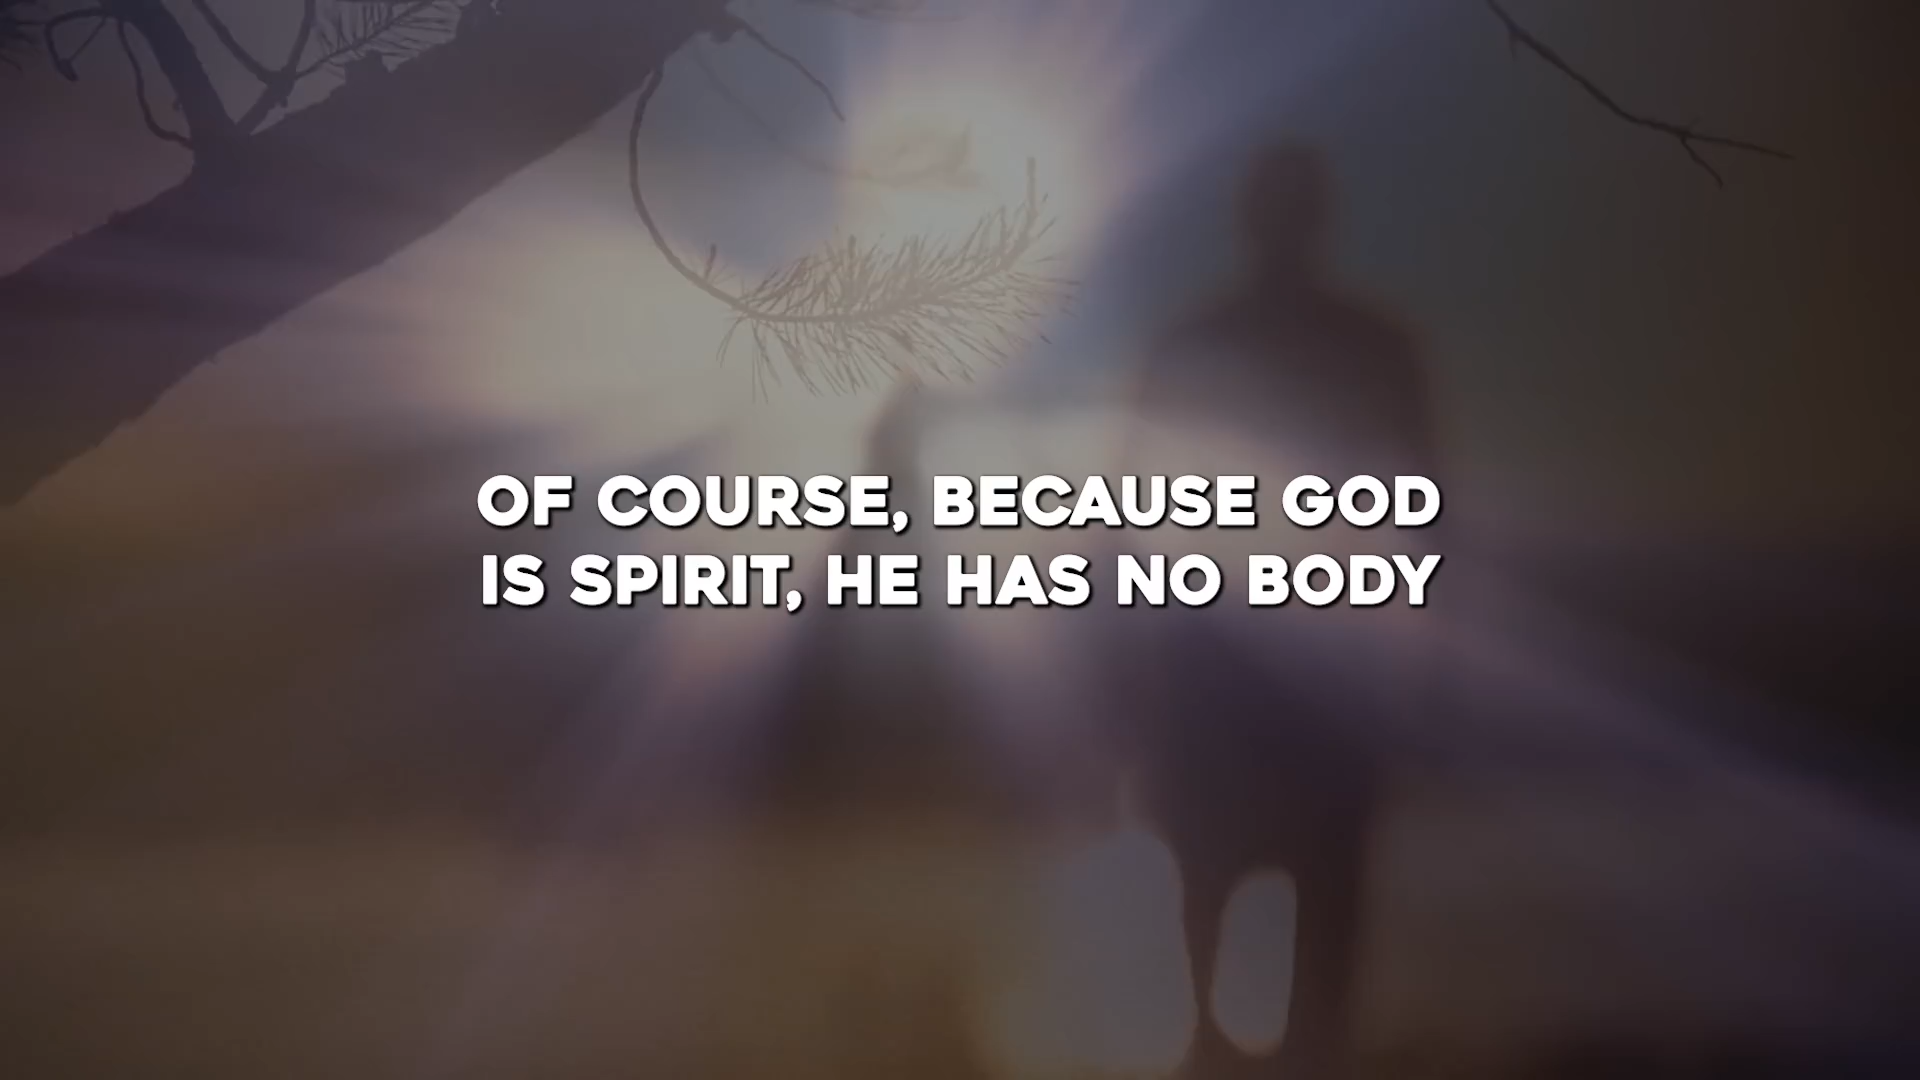 OF COURSE, BECAUSE GOD
IS SPIRIT, HE HAS NO BODY